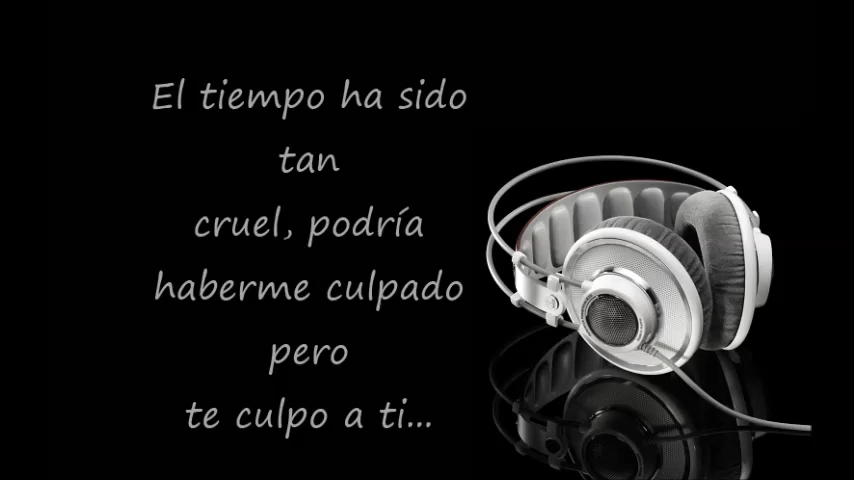 El tiempo ha sido
tan
cruel, podría
haberme culpado
pero
te culpo a ti...